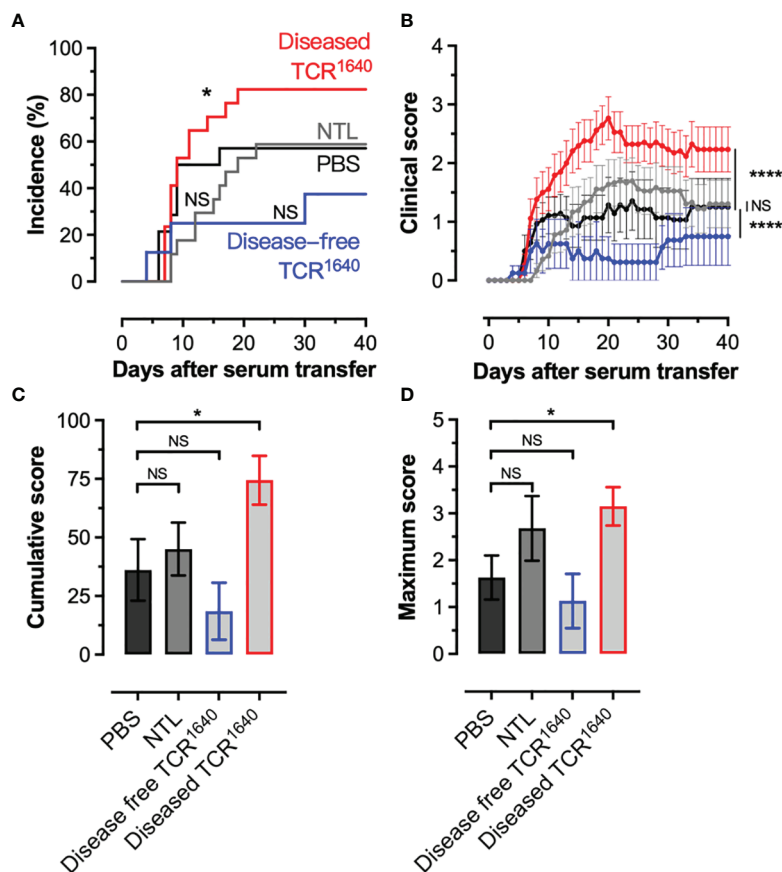 A
100
80
60
40
20
0
Incidence (%)
Diseased
TCR1640
*
NTL
PBS
NS
NS
Disease–free
TCR1640
0 10 20 30 40
Days after serum transfer
B
4
3
2
1
0
Clinical score
****
NS
****
0 10 20 30 40
Days after serum transfer
C
100
75
50
25
0
Cumulative score
*
NS
NS
PBS
NTL
Disease free TCR1640
Diseased TCR1640
D
5
4
3
2
1
0
Maximum score
*
NS
NS
PBS
NTL
Disease free TCR1640
Diseased TCR1640